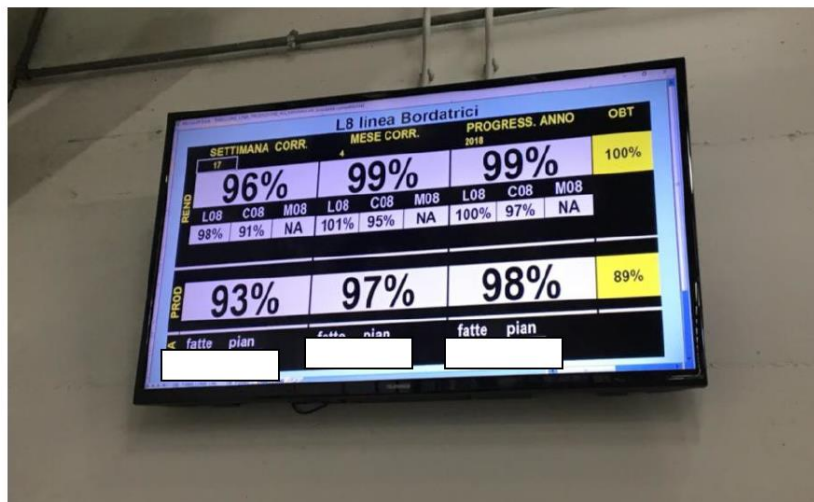 L8 linea Bordatrici
SETTIMANA CORR. MESE CORR. PROGRESS. ANNO OBT
17 4 2018
REND 96% 99% 99% 100%
L08 C08 M08 L08 C08 M08 L08 C08 M08
98% 91% NA 101% 95% NA 100% 97% NA
PROD 93% 97% 98% 89%
A fatte pian fatte pian fatte pian